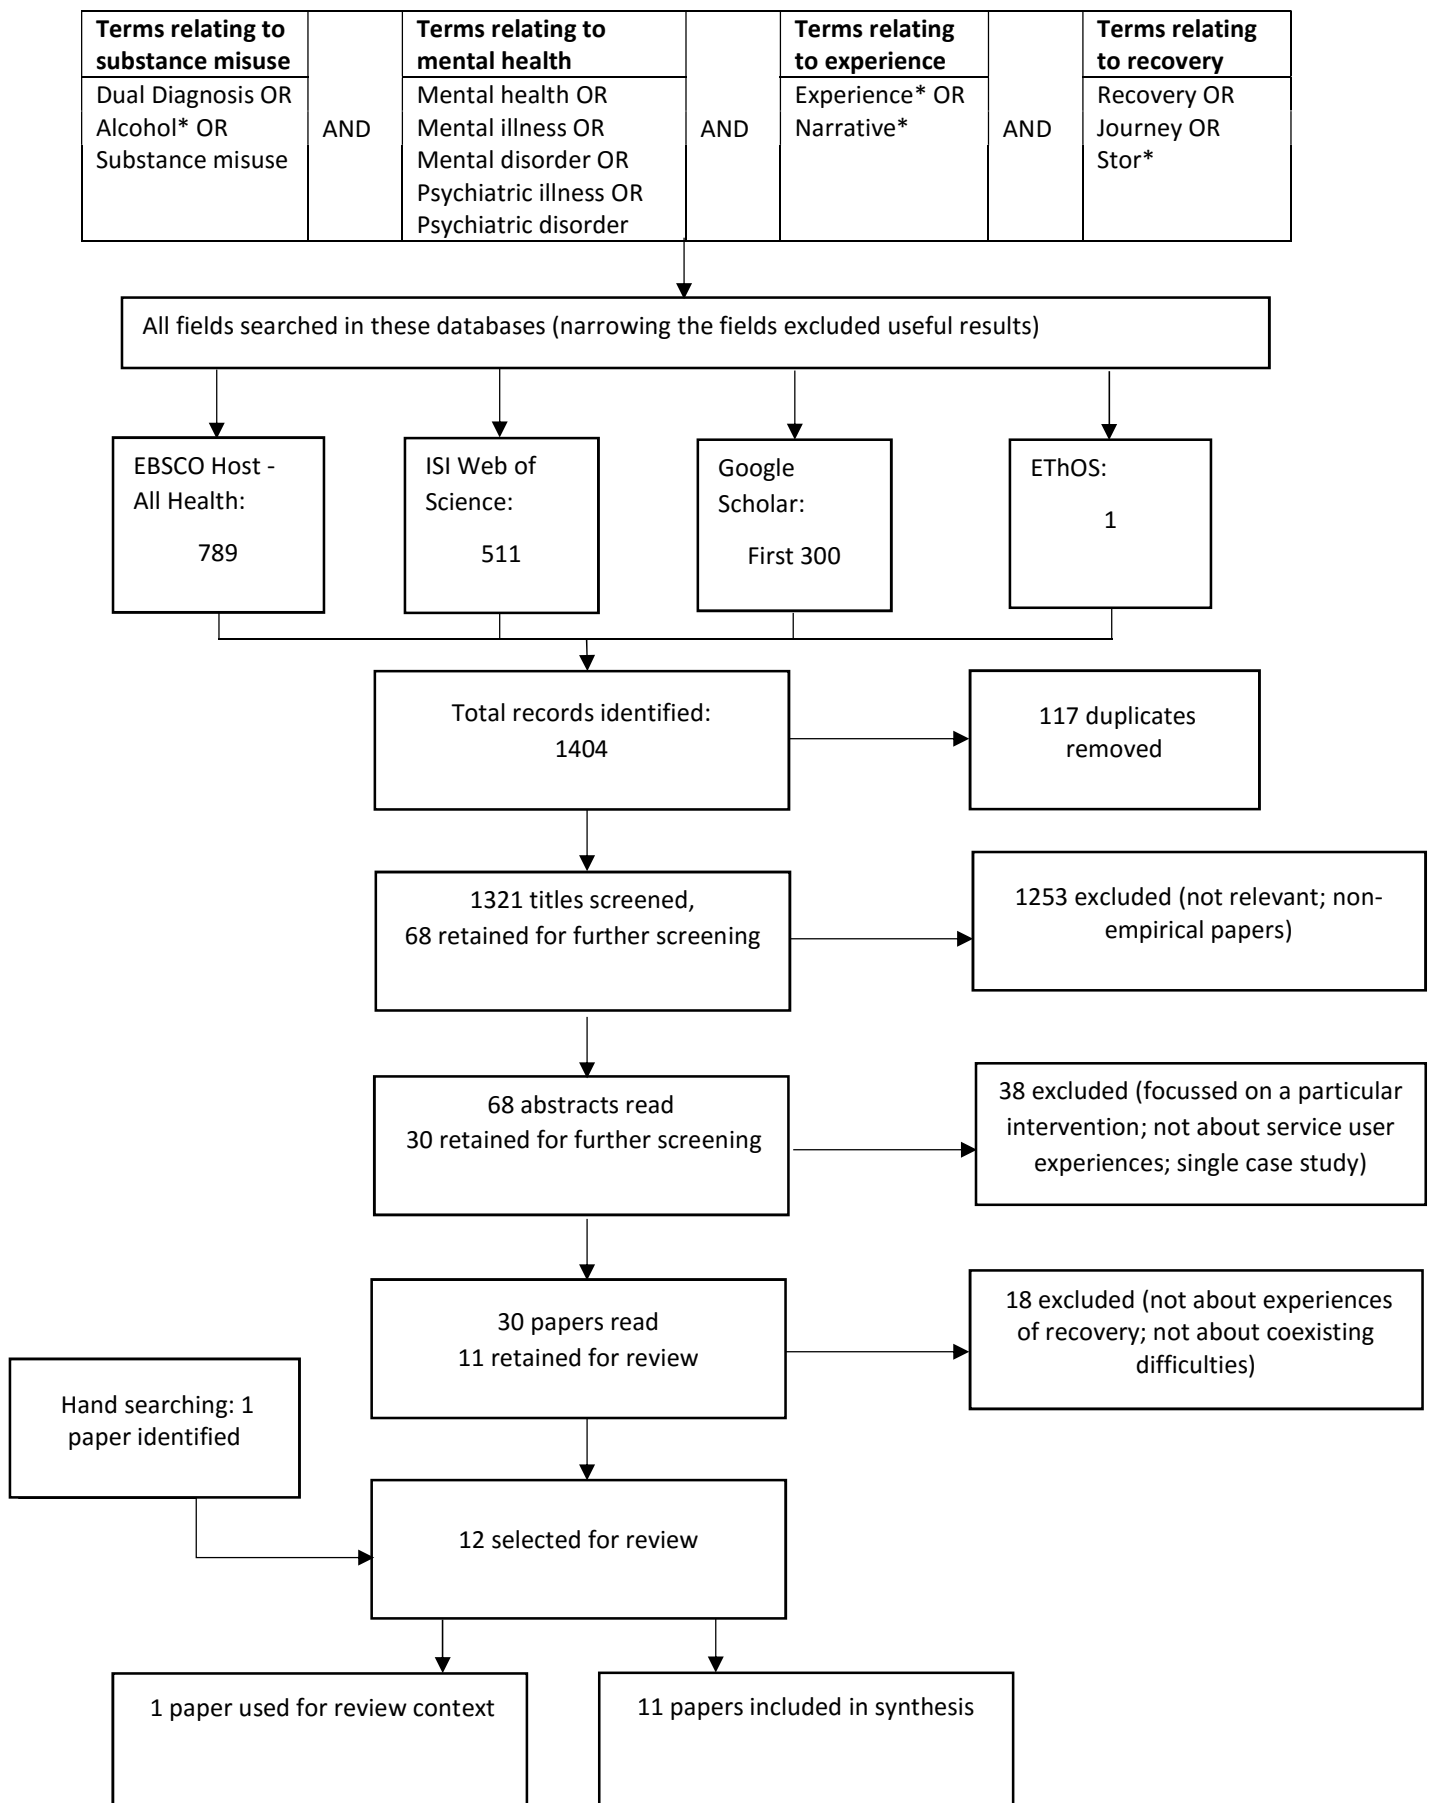 Terms relating to
substance misuse
Dual Diagnosis OR
Alcohol* OR
Substance misuse
AND
Terms relating to
mental health
Mental health OR
Mental illness OR
Mental disorder OR
Psychiatric illness OR
Psychiatric disorder
AND
Terms relating
to experience
Experience* OR
Narrative*
AND
Terms relating
to recovery
Recovery OR
Journey OR
Stor*
All fields searched in these databases (narrowing the fields excluded useful results)
EBSCO Host -
All Health:
789
ISI Web of
Science:
511
Google
Scholar:
First 300
EThOS:
1
Total records identified:
1404
117 duplicates
removed
1321 titles screened,
68 retained for further screening
1253 excluded (not relevant; non-
empirical papers)
68 abstracts read
30 retained for further screening
38 excluded (focussed on a particular
intervention; not about service user
experiences; single case study)
30 papers read
11 retained for review
18 excluded (not about experiences
of recovery; not about coexisting
difficulties)
Hand searching: 1
paper identified
12 selected for review
1 paper used for review context
11 papers included in synthesis